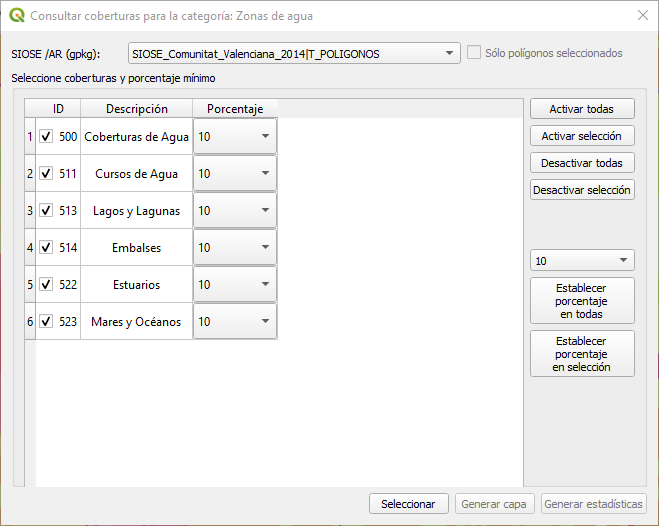 Consultar coberturas para la categoría: Zonas de agua
SIOSE /AR (gpkg): SIOSE_Comunitat_Valenciana_2014|T_POLIGONOS Sólo polígonos seleccionados
Seleccione coberturas y porcentaje mínimo
ID Descripción Porcentaje
1 500 Coberturas de Agua 10
2 511 Cursos de Agua 10
3 513 Lagos y Lagunas 10
4 514 Embalses 10
5 522 Estuarios 10
6 523 Mares y Océanos 10
Activar todas
Activar selección
Desactivar todas
Desactivar selección
10
Establecer
porcentaje
en todas
Establecer
porcentaje
en selección
Seleccionar Generar capa Generar estadísticas